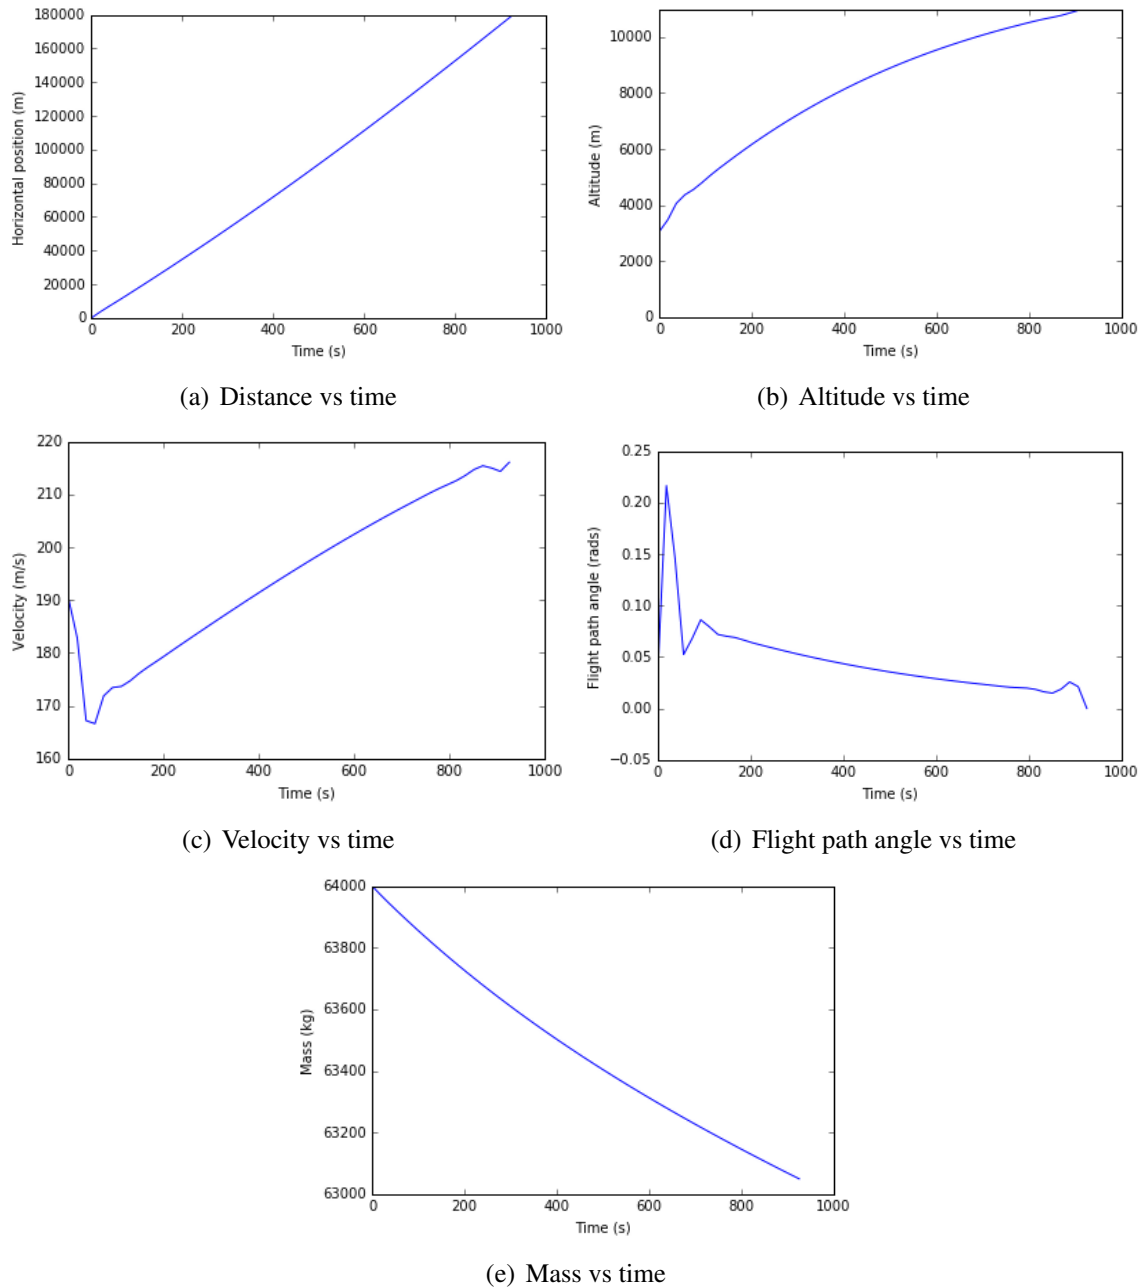 180000
160000
140000
120000
100000
80000
60000
40000
20000
0
Horizontal position (m)
0 200 400 600 800 1000
Time (s)
(a) Distance vs time
10000
8000
6000
4000
2000
0
Altitude (m)
0 200 400 600 800 1000
Time (s)
(b) Altitude vs time
220
210
200
190
180
170
160
Velocity (m/s)
0 200 400 600 800 1000
Time (s)
(c) Velocity vs time
0.25
0.20
0.15
0.10
0.05
0.00
−0.05
Flight path angle (rads)
0 200 400 600 800 1000
Time (s)
(d) Flight path angle vs time
64000
63800
63600
63400
63200
63000
Mass (kg)
0 200 400 600 800 1000
Time (s)
(e) Mass vs time